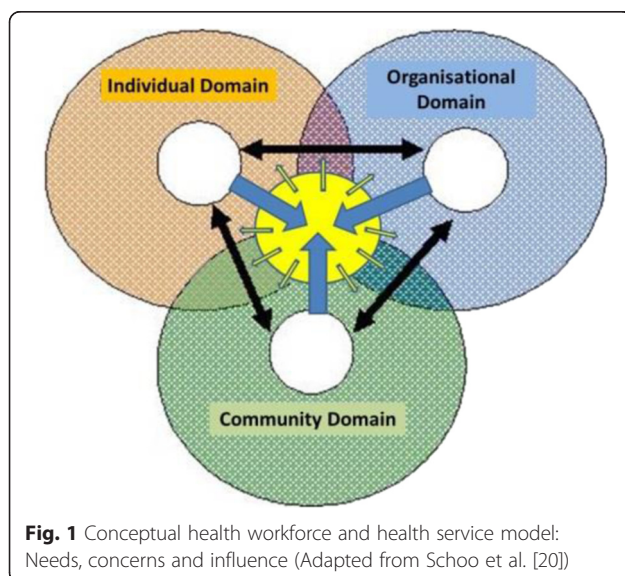 Individual Domain
Organisational
Domain
Community Domain
Fig. 1 Conceptual health workforce and health service model:
Needs, concerns and influence (Adapted from Schoo et al. [20])